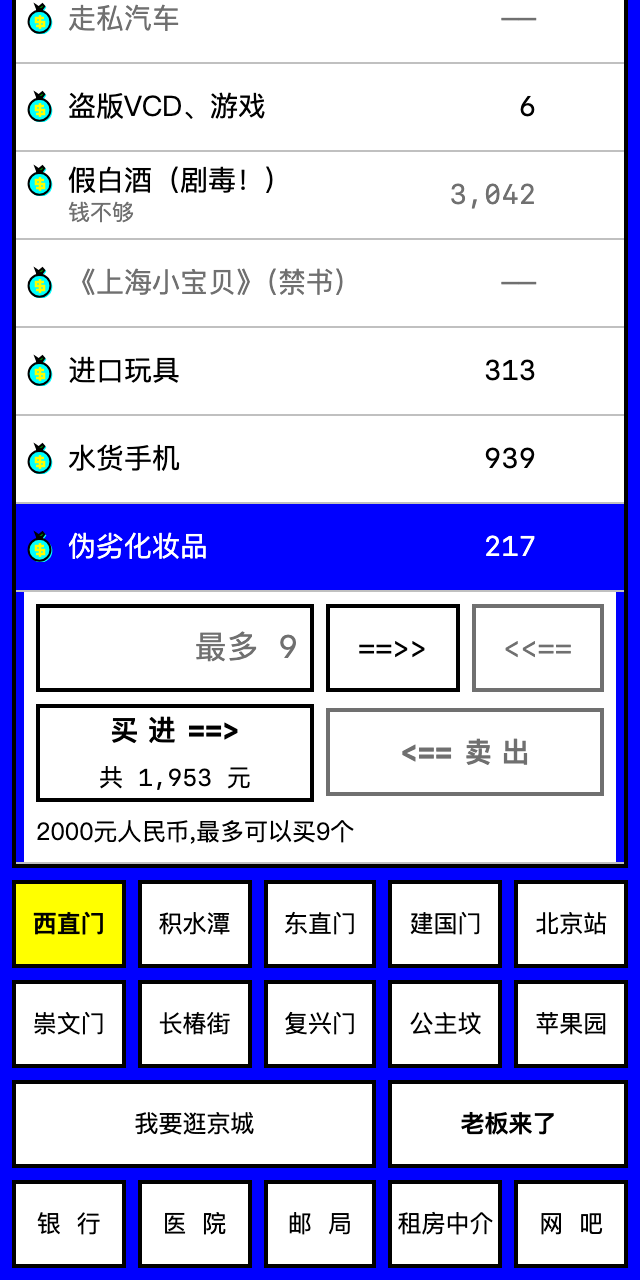 走私汽车 —
盗版VCD、游戏 6
假白酒（剧毒！） 3,042
钱不够
《上海小宝贝》（禁书） —
进口玩具 313
水货手机 939
伪劣化妆品 217
最多 9 ==>> <<==
买 进 ==> <== 卖 出
共 1,953 元
2000元人民币,最多可以买9个
西直门 积水潭 东直门 建国门 北京站
崇文门 长椿街 复兴门 公主坟 苹果园
我要逛京城 老板来了
银 行 医 院 邮 局 租房中介 网 吧